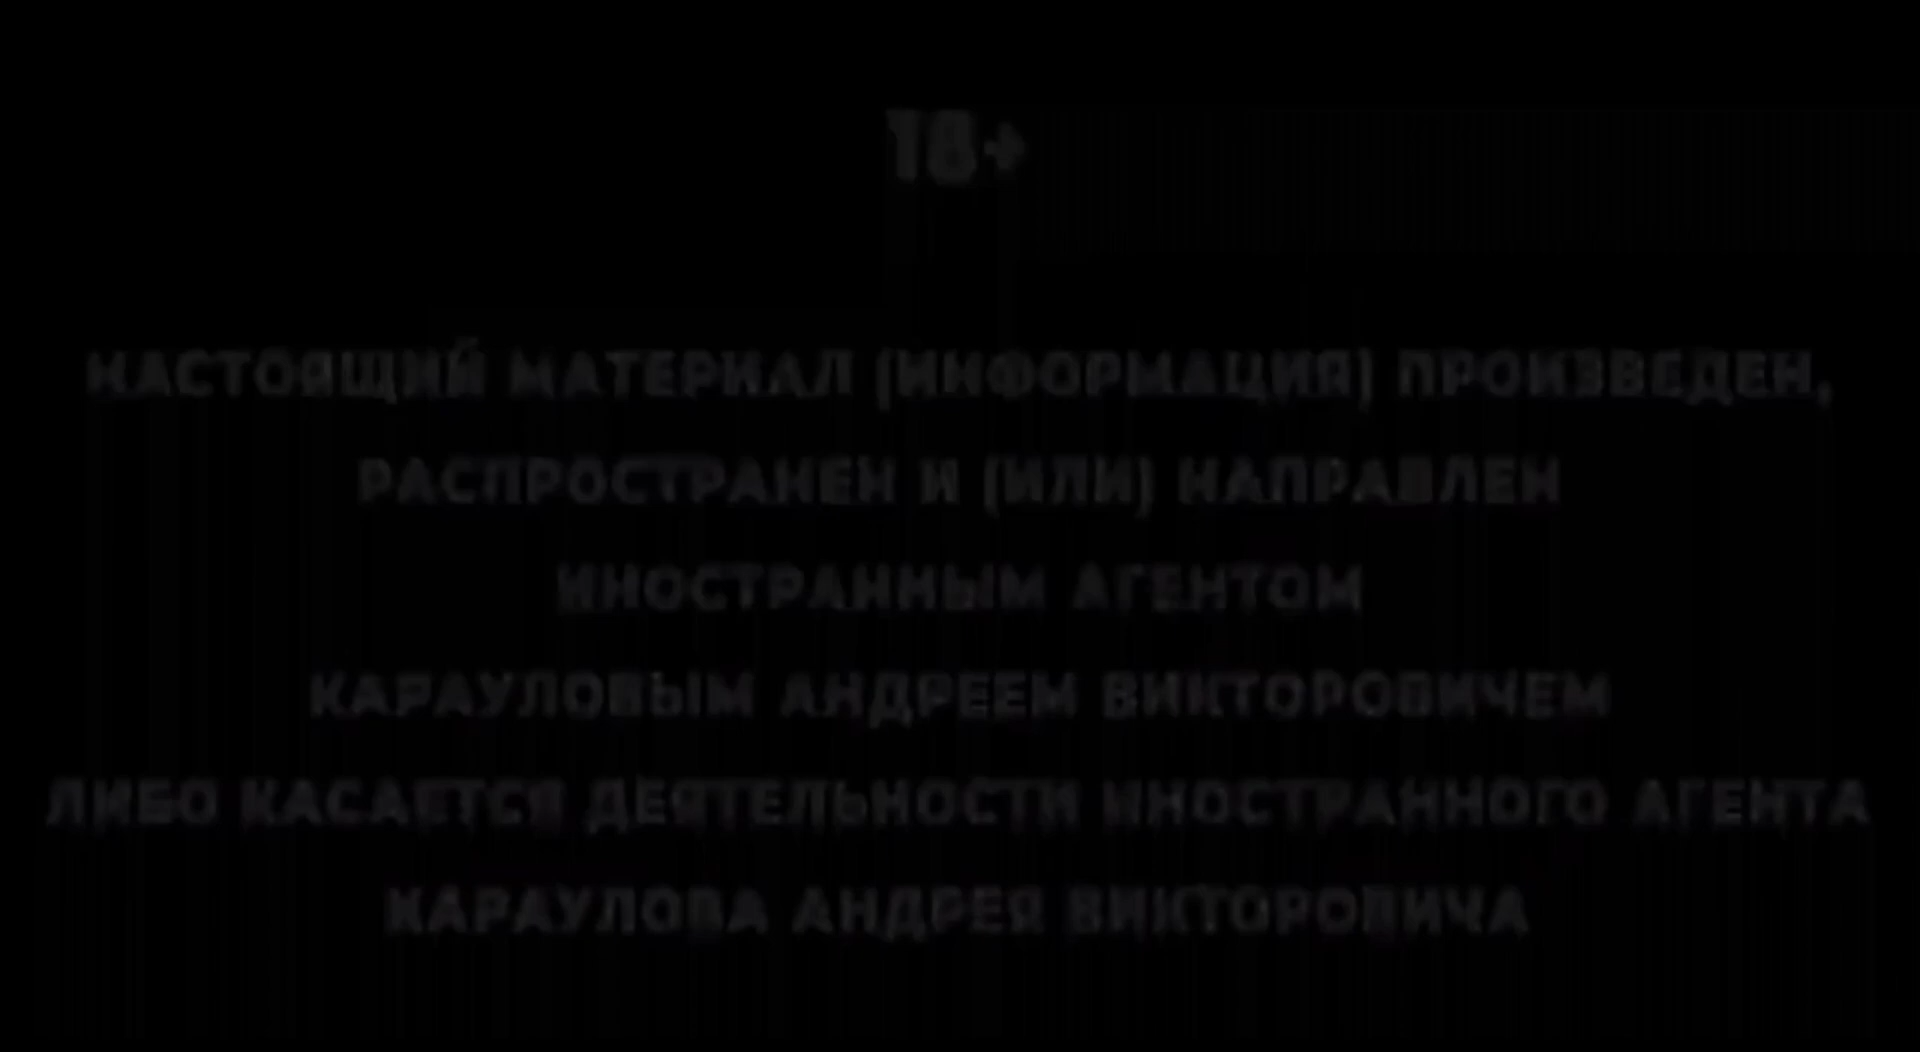 18+
НАСТОЯЩИЙ МАТЕРИАЛ (ИНФОРМАЦИЯ) ПРОИЗВЕДЕН,
РАСПРОСТРАНЕН И (ИЛИ) НАПРАВЛЕН
ИНОСТРАННЫМ АГЕНТОМ
КАРАУЛОВЫМ АНДРЕЕМ ВИКТОРОВИЧЕМ
ЛИБО КАСАЕТСЯ ДЕЯТЕЛЬНОСТИ ИНОСТРАННОГО АГЕНТА
КАРАУЛОВА АНДРЕЯ ВИКТОРОВИЧА